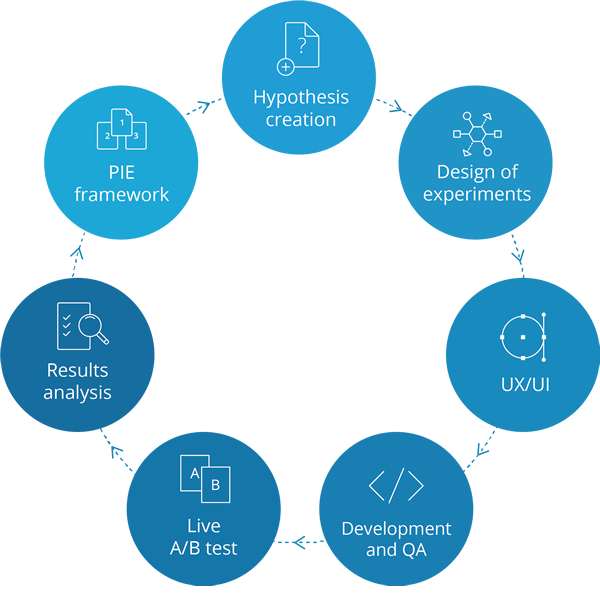 ?
Hypothesis
creation
Design of
experiments
UX/UI
</>
Development
and QA
A
B
Live
A/B test
Results
analysis
1
2 3
PIE
framework